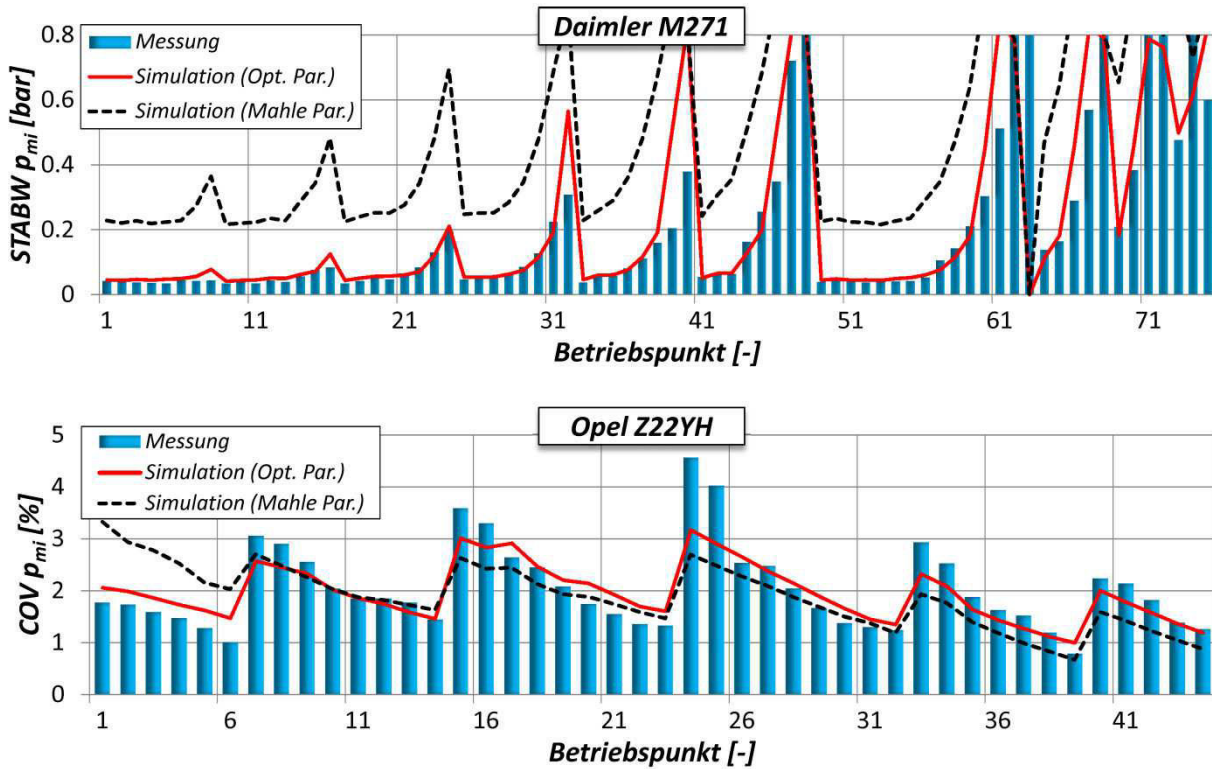 Daimler M271
Messung
Simulation (Opt. Par.)
Simulation (Mahle Par.)
STABW pmi [bar]
0.8
0.6
0.4
0.2
0
1 11 21 31 41 51 61 71
Betriebspunkt [-]
Opel Z22YH
Messung
Simulation (Opt. Par.)
Simulation (Mahle Par.)
COV pmi [%]
5
4
3
2
1
0
1 6 11 16 21 26 31 36 41
Betriebspunkt [-]